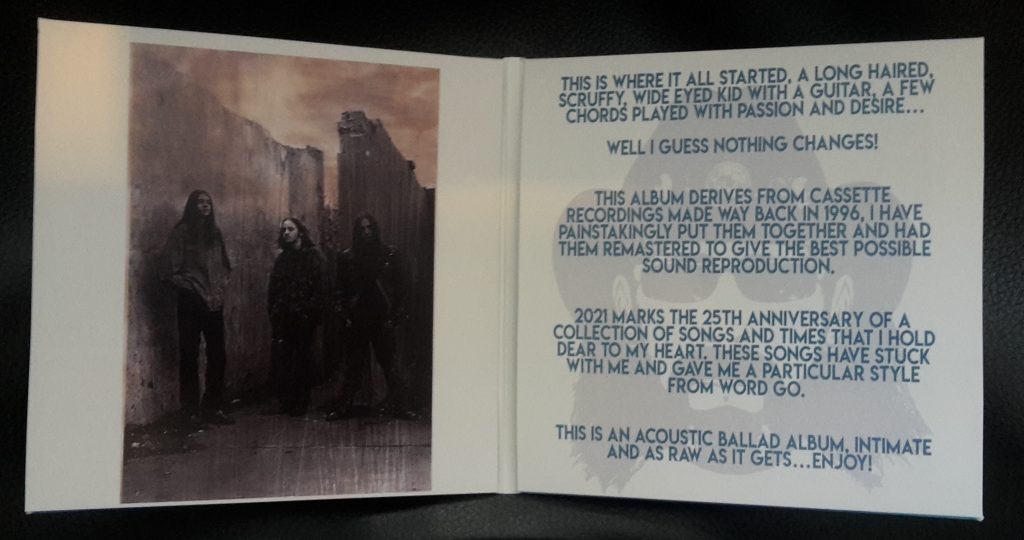 THIS IS WHERE IT ALL STARTED, A LONG HAIRED,
SCRUFFY, WIDE EYED KID WITH A GUITAR, A FEW
CHORDS PLAYED WITH PASSION AND DESIRE...
WELL I GUESS NOTHING CHANGES!
THIS ALBUM DERIVES FROM CASSETTE
RECORDINGS MADE WAY BACK IN 1996, I HAVE
PAINSTAKINGLY PUT THEM TOGETHER AND HAD
THEM REMASTERED TO GIVE THE BEST POSSIBLE
SOUND REPRODUCTION.
2021 MARKS THE 25TH ANNIVERSARY OF A
COLLECTION OF SONGS AND TIMES THAT I HOLD
DEAR TO MY HEART. THESE SONGS HAVE STUCK
WITH ME AND GAVE ME A PARTICULAR STYLE
FROM WORD GO.
THIS IS AN ACOUSTIC BALLAD ALBUM, INTIMATE
AND AS RAW AS IT GETS...ENJOY!